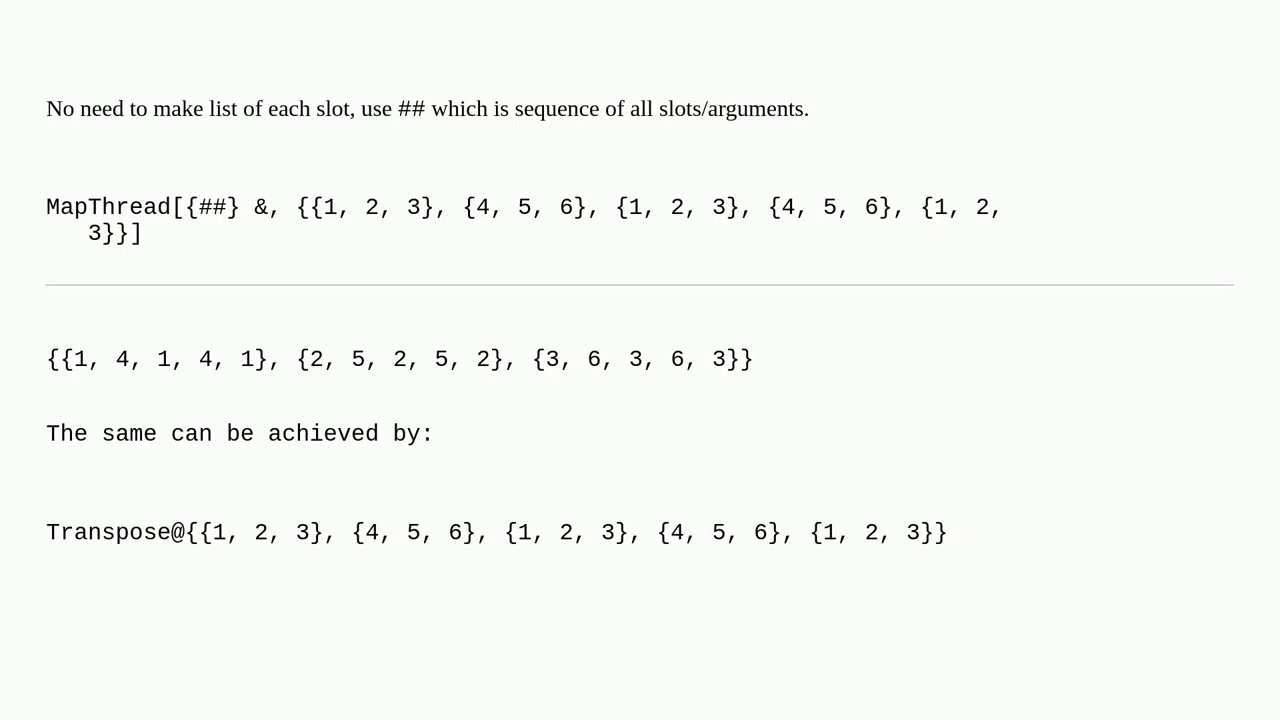 No need to make list of each slot, use ## which is sequence of all slots/arguments.
MapThread[{##} &, {{1, 2, 3}, {4, 5, 6}, {1, 2, 3}, {4, 5, 6}, {1, 2,
3}}]
{{1, 4, 1, 4, 1}, {2, 5, 2, 5, 2}, {3, 6, 3, 6, 3}}
The same can be achieved by:
Transpose@{{1, 2, 3}, {4, 5, 6}, {1, 2, 3}, {4, 5, 6}, {1, 2, 3}}